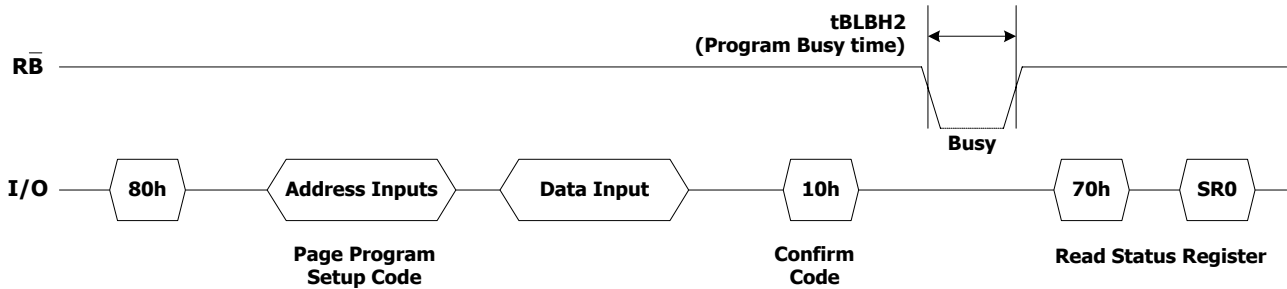 tBLBH2
(Program Busy time)
RB̅
Busy
I/O 80h Address Inputs Data Input 10h 70h SR0
Page Program Confirm Read Status Register
Setup Code Code